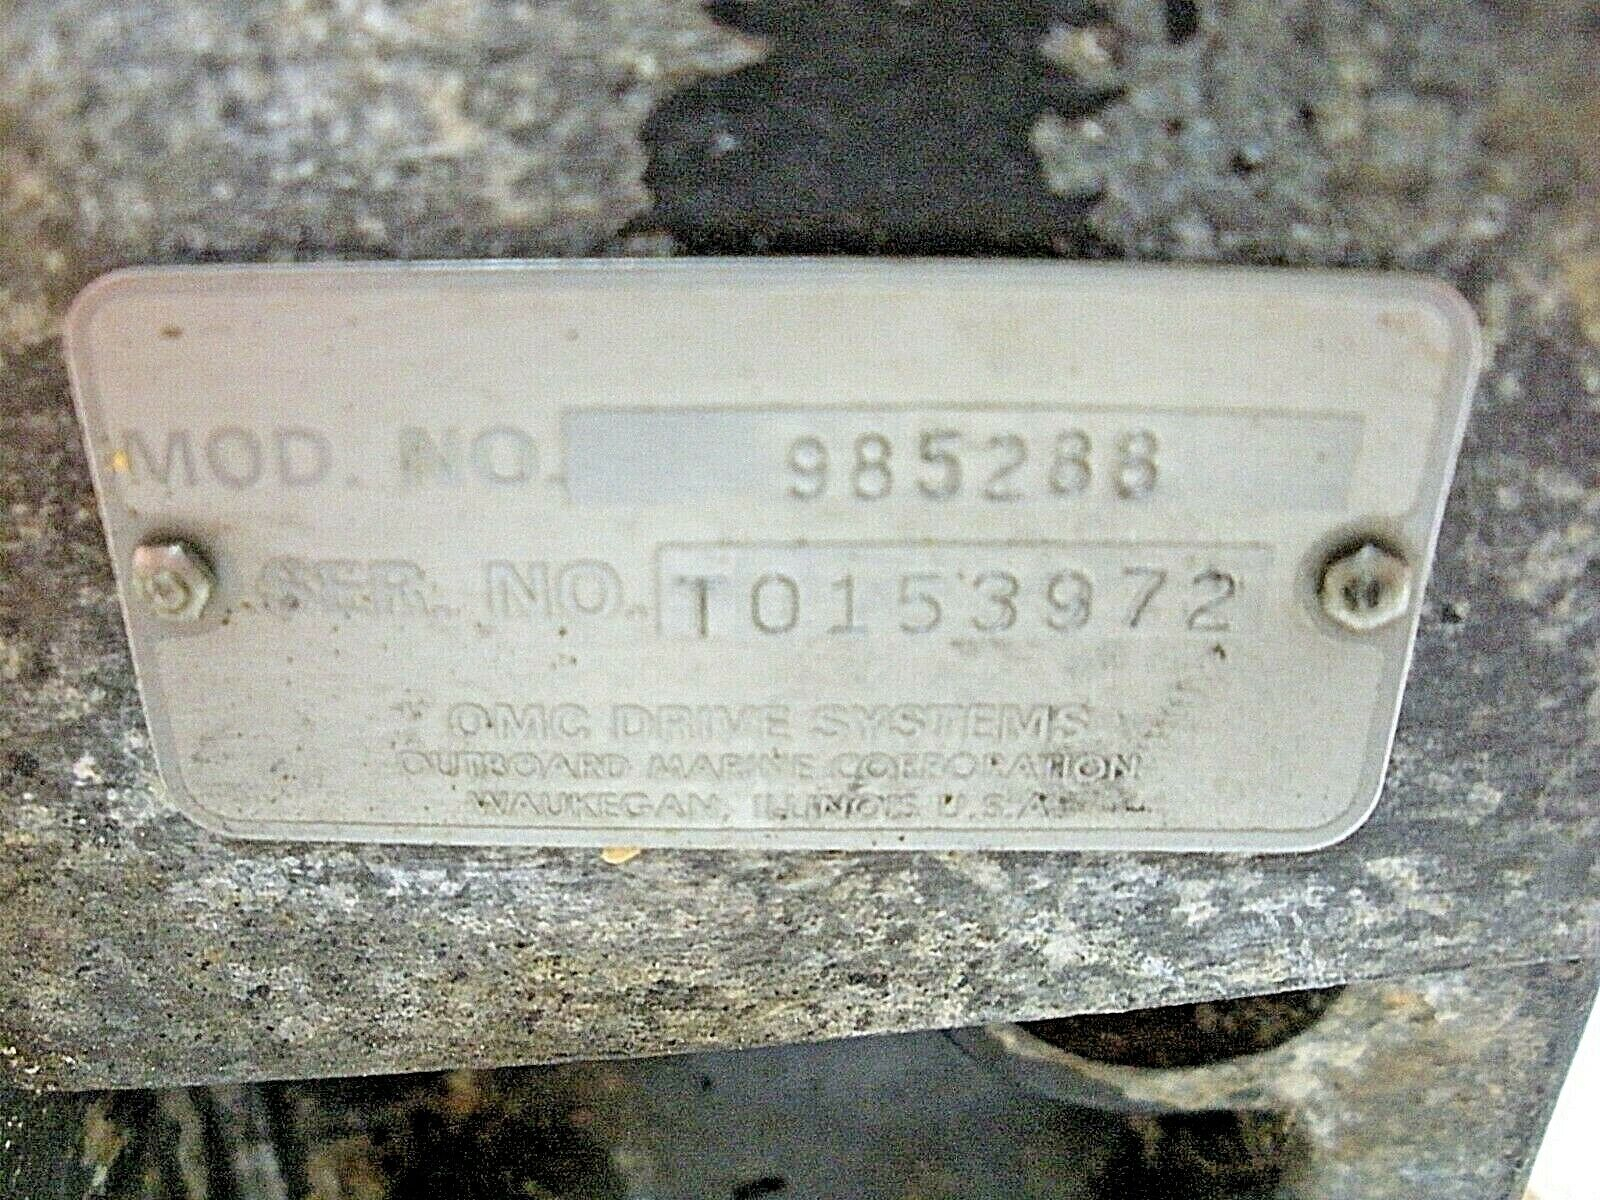 MOD. NO. 985288
SER. NO. T0153972
OMC DRIVE SYSTEMS
OUTBOARD MARINE CORPORATION
WAUKEGAN, ILLINOIS U.S.A.